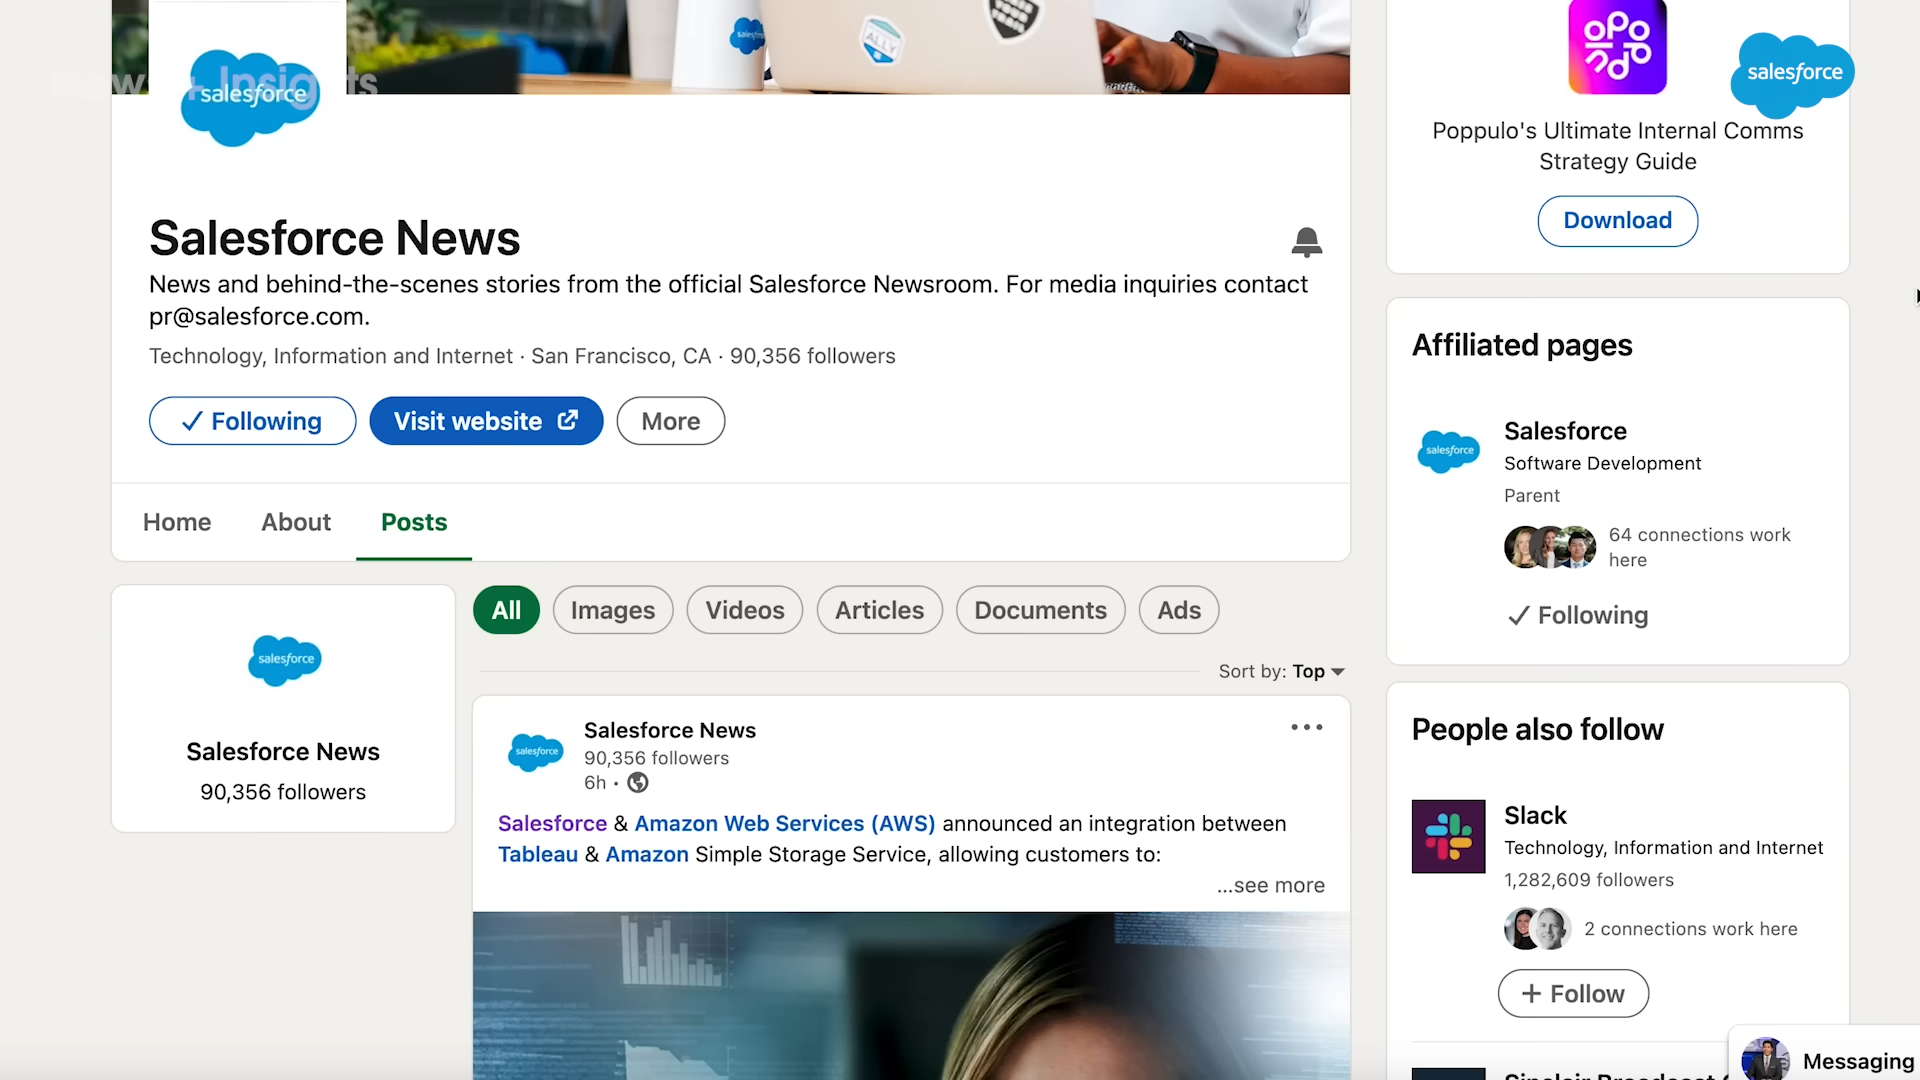 salesforce
salesforce
ALLY
News + Insights
salesforce
Poppulo's Ultimate Internal Comms
Strategy Guide
Download
Salesforce News
News and behind-the-scenes stories from the official Salesforce Newsroom. For media inquiries contact
pr@salesforce.com.
Technology, Information and Internet · San Francisco, CA · 90,356 followers
✓ Following
Visit website
More
Home
About
Posts
Affiliated pages
salesforce
Salesforce
Software Development
Parent
64 connections work
here
✓ Following
salesforce
Salesforce News
90,356 followers
All
Images
Videos
Articles
Documents
Ads
Sort by: Top
salesforce
Salesforce News
90,356 followers
6h •
Salesforce & Amazon Web Services (AWS) announced an integration between
Tableau & Amazon Simple Storage Service, allowing customers to:
...see more
People also follow
Slack
Technology, Information and Internet
1,282,609 followers
2 connections work here
+ Follow
Messaging